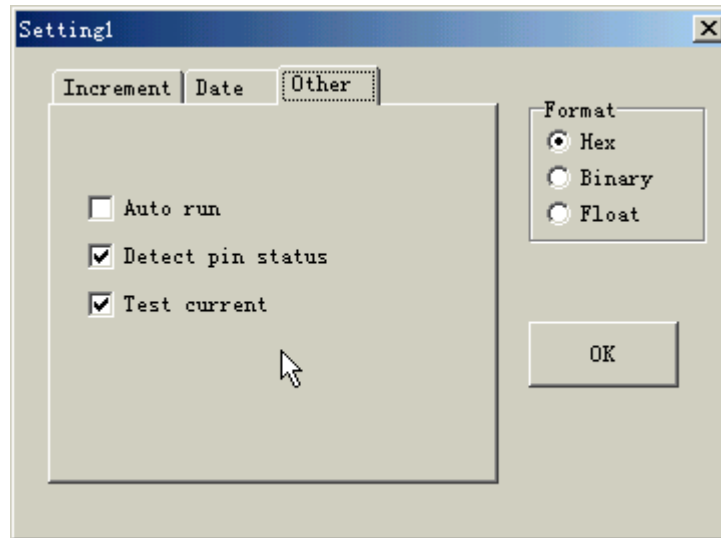 Setting1
Increment Date Other
Auto run
Detect pin status
Test current
Format
Hex
Binary
Float
OK